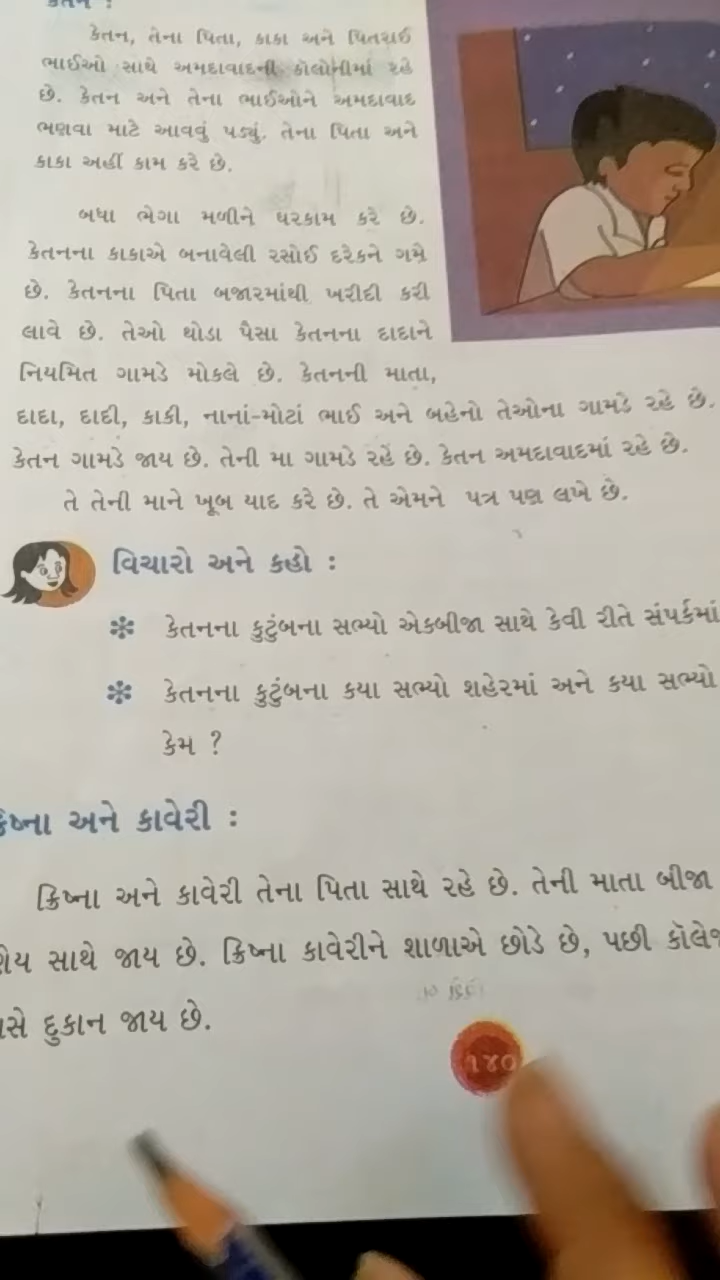 કેતન :
કેતન, તેના પિતા, કાકા અને પિતરાઈ
ભાઈઓ સાથે અમદાવાદની કૉલોનીમાં રહે
છે. કેતન અને તેના ભાઈઓને અમદાવાદ
ભણવા માટે આવવું પડ્યું. તેના પિતા અને
કાકા અહીં કામ કરે છે.
બધા ભેગા મળીને ઘરકામ કરે છે.
કેતનના કાકાએ બનાવેલી રસોઈ દરેકને ગમે
છે. કેતનના પિતા બજારમાંથી ખરીદી કરી
લાવે છે. તેઓ થોડા પૈસા કેતનના દાદાને
નિયમિત ગામડે મોકલે છે. કેતનની માતા,
દાદા, દાદી, કાકી, નાનાં-મોટાં ભાઈ અને બહેનો તેઓના ગામડે રહે છે.
કેતન ગામડે જાય છે. તેની મા ગામડે રહે છે. કેતન અમદાવાદમાં રહે છે.
તે તેની માને ખૂબ યાદ કરે છે. તે એમને પત્ર પણ લખે છે.
વિચારો અને કહો :
કેતનના કુટુંબના સભ્યો એકબીજા સાથે કેવી રીતે સંપર્કમાં
કેતનના કુટુંબના કયા સભ્યો શહેરમાં અને કયા સભ્યો
કેમ ?
ક્રિષ્ના અને કાવેરી :
ક્રિષ્ના અને કાવેરી તેના પિતા સાથે રહે છે. તેની માતા બીજા
સાથે જાય છે. ક્રિષ્ના કાવેરીને શાળાએ છોડે છે, પછી કૉલેજ
દુકાન જાય છે.
૧૪૦